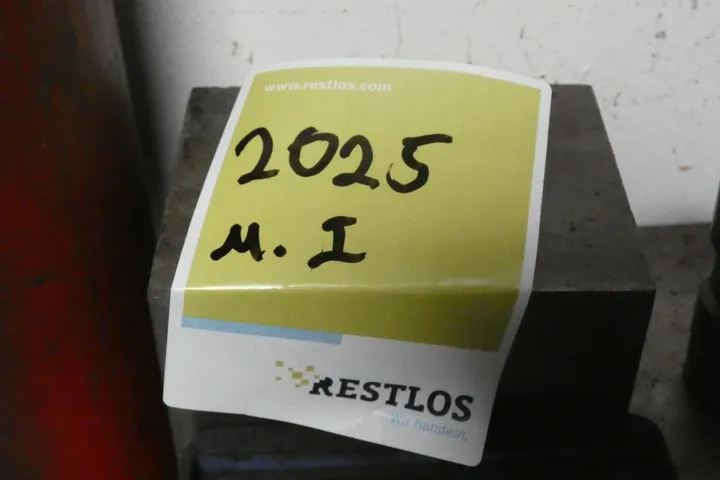 www.restlos.com
2025
M. I
RESTLOS
Wir handeln.